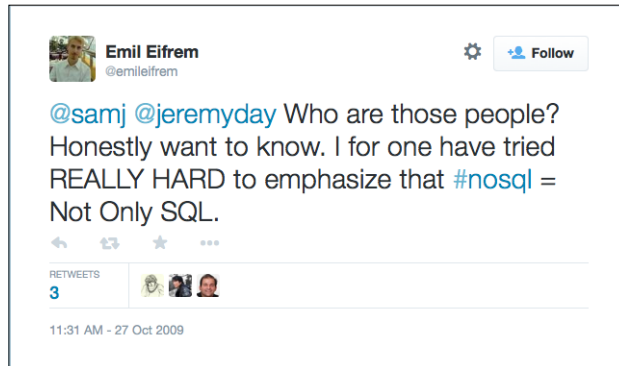 Emil Eifrem
@emileifrem
Follow
@samj @jeremyday Who are those people?
Honestly want to know. I for one have tried
REALLY HARD to emphasize that #nosql =
Not Only SQL.
RETWEETS
3
11:31 AM - 27 Oct 2009